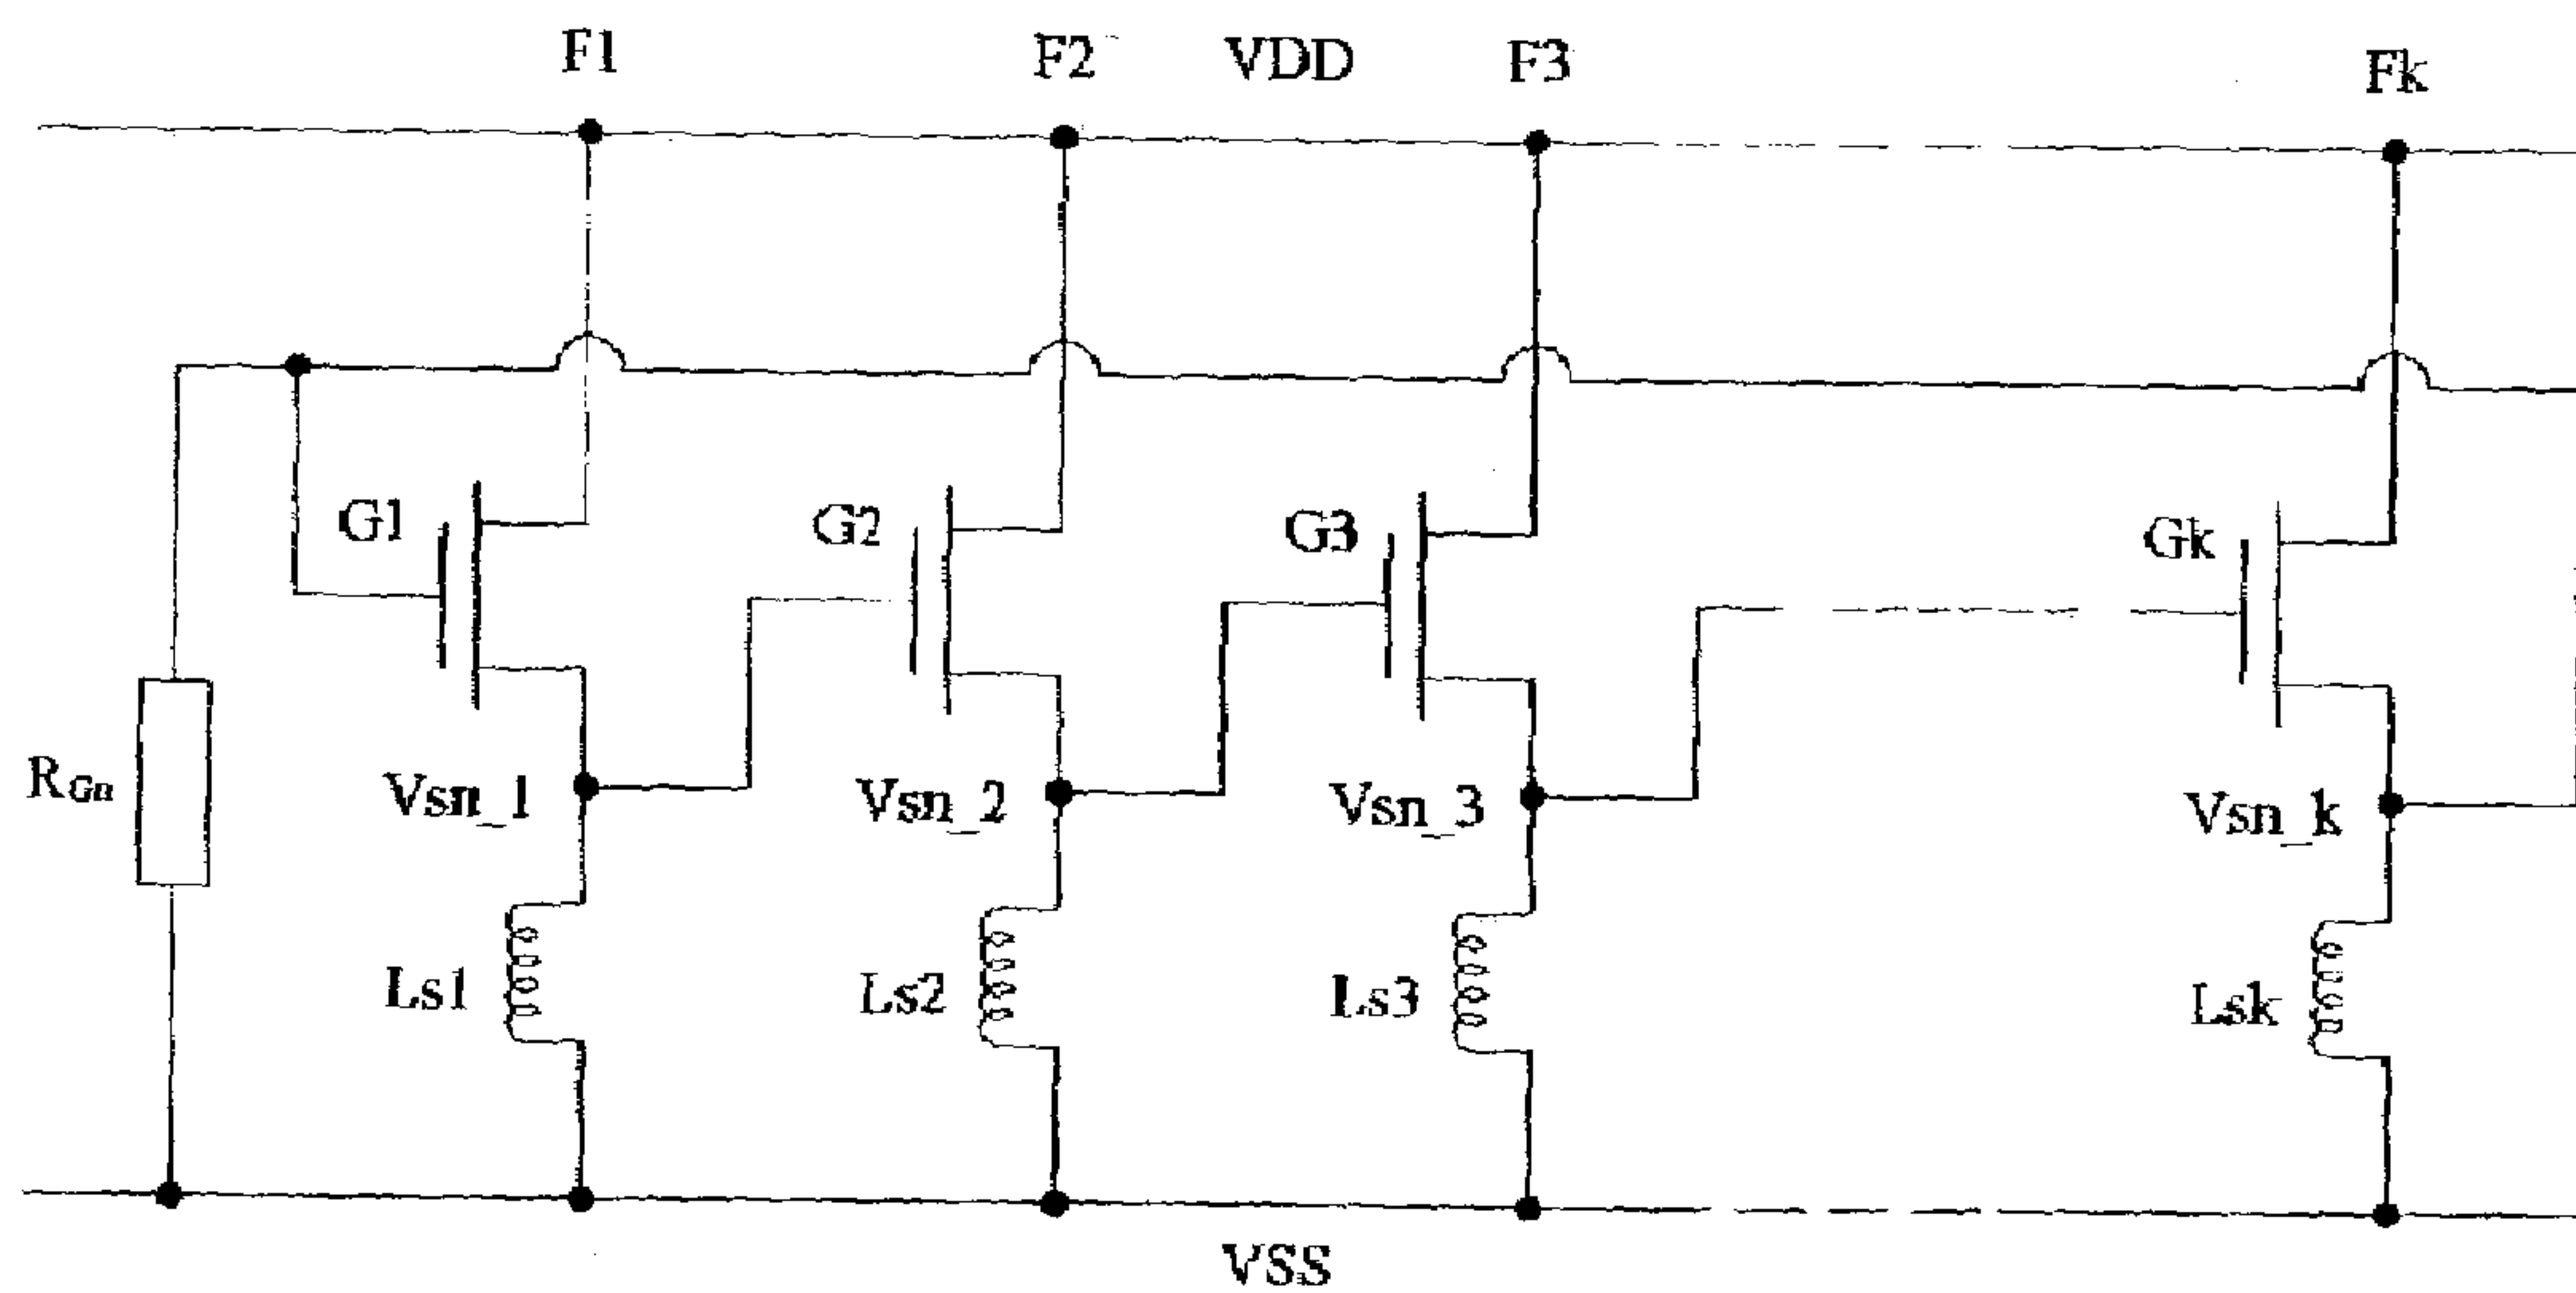 F1 F2 VDD F3 Fk
G1 G2 G3 Gk
RGn Vsn_1 Vsn_2 Vsn_3 Vsn_k
Ls1 Ls2 Ls3 Lsk
VSS